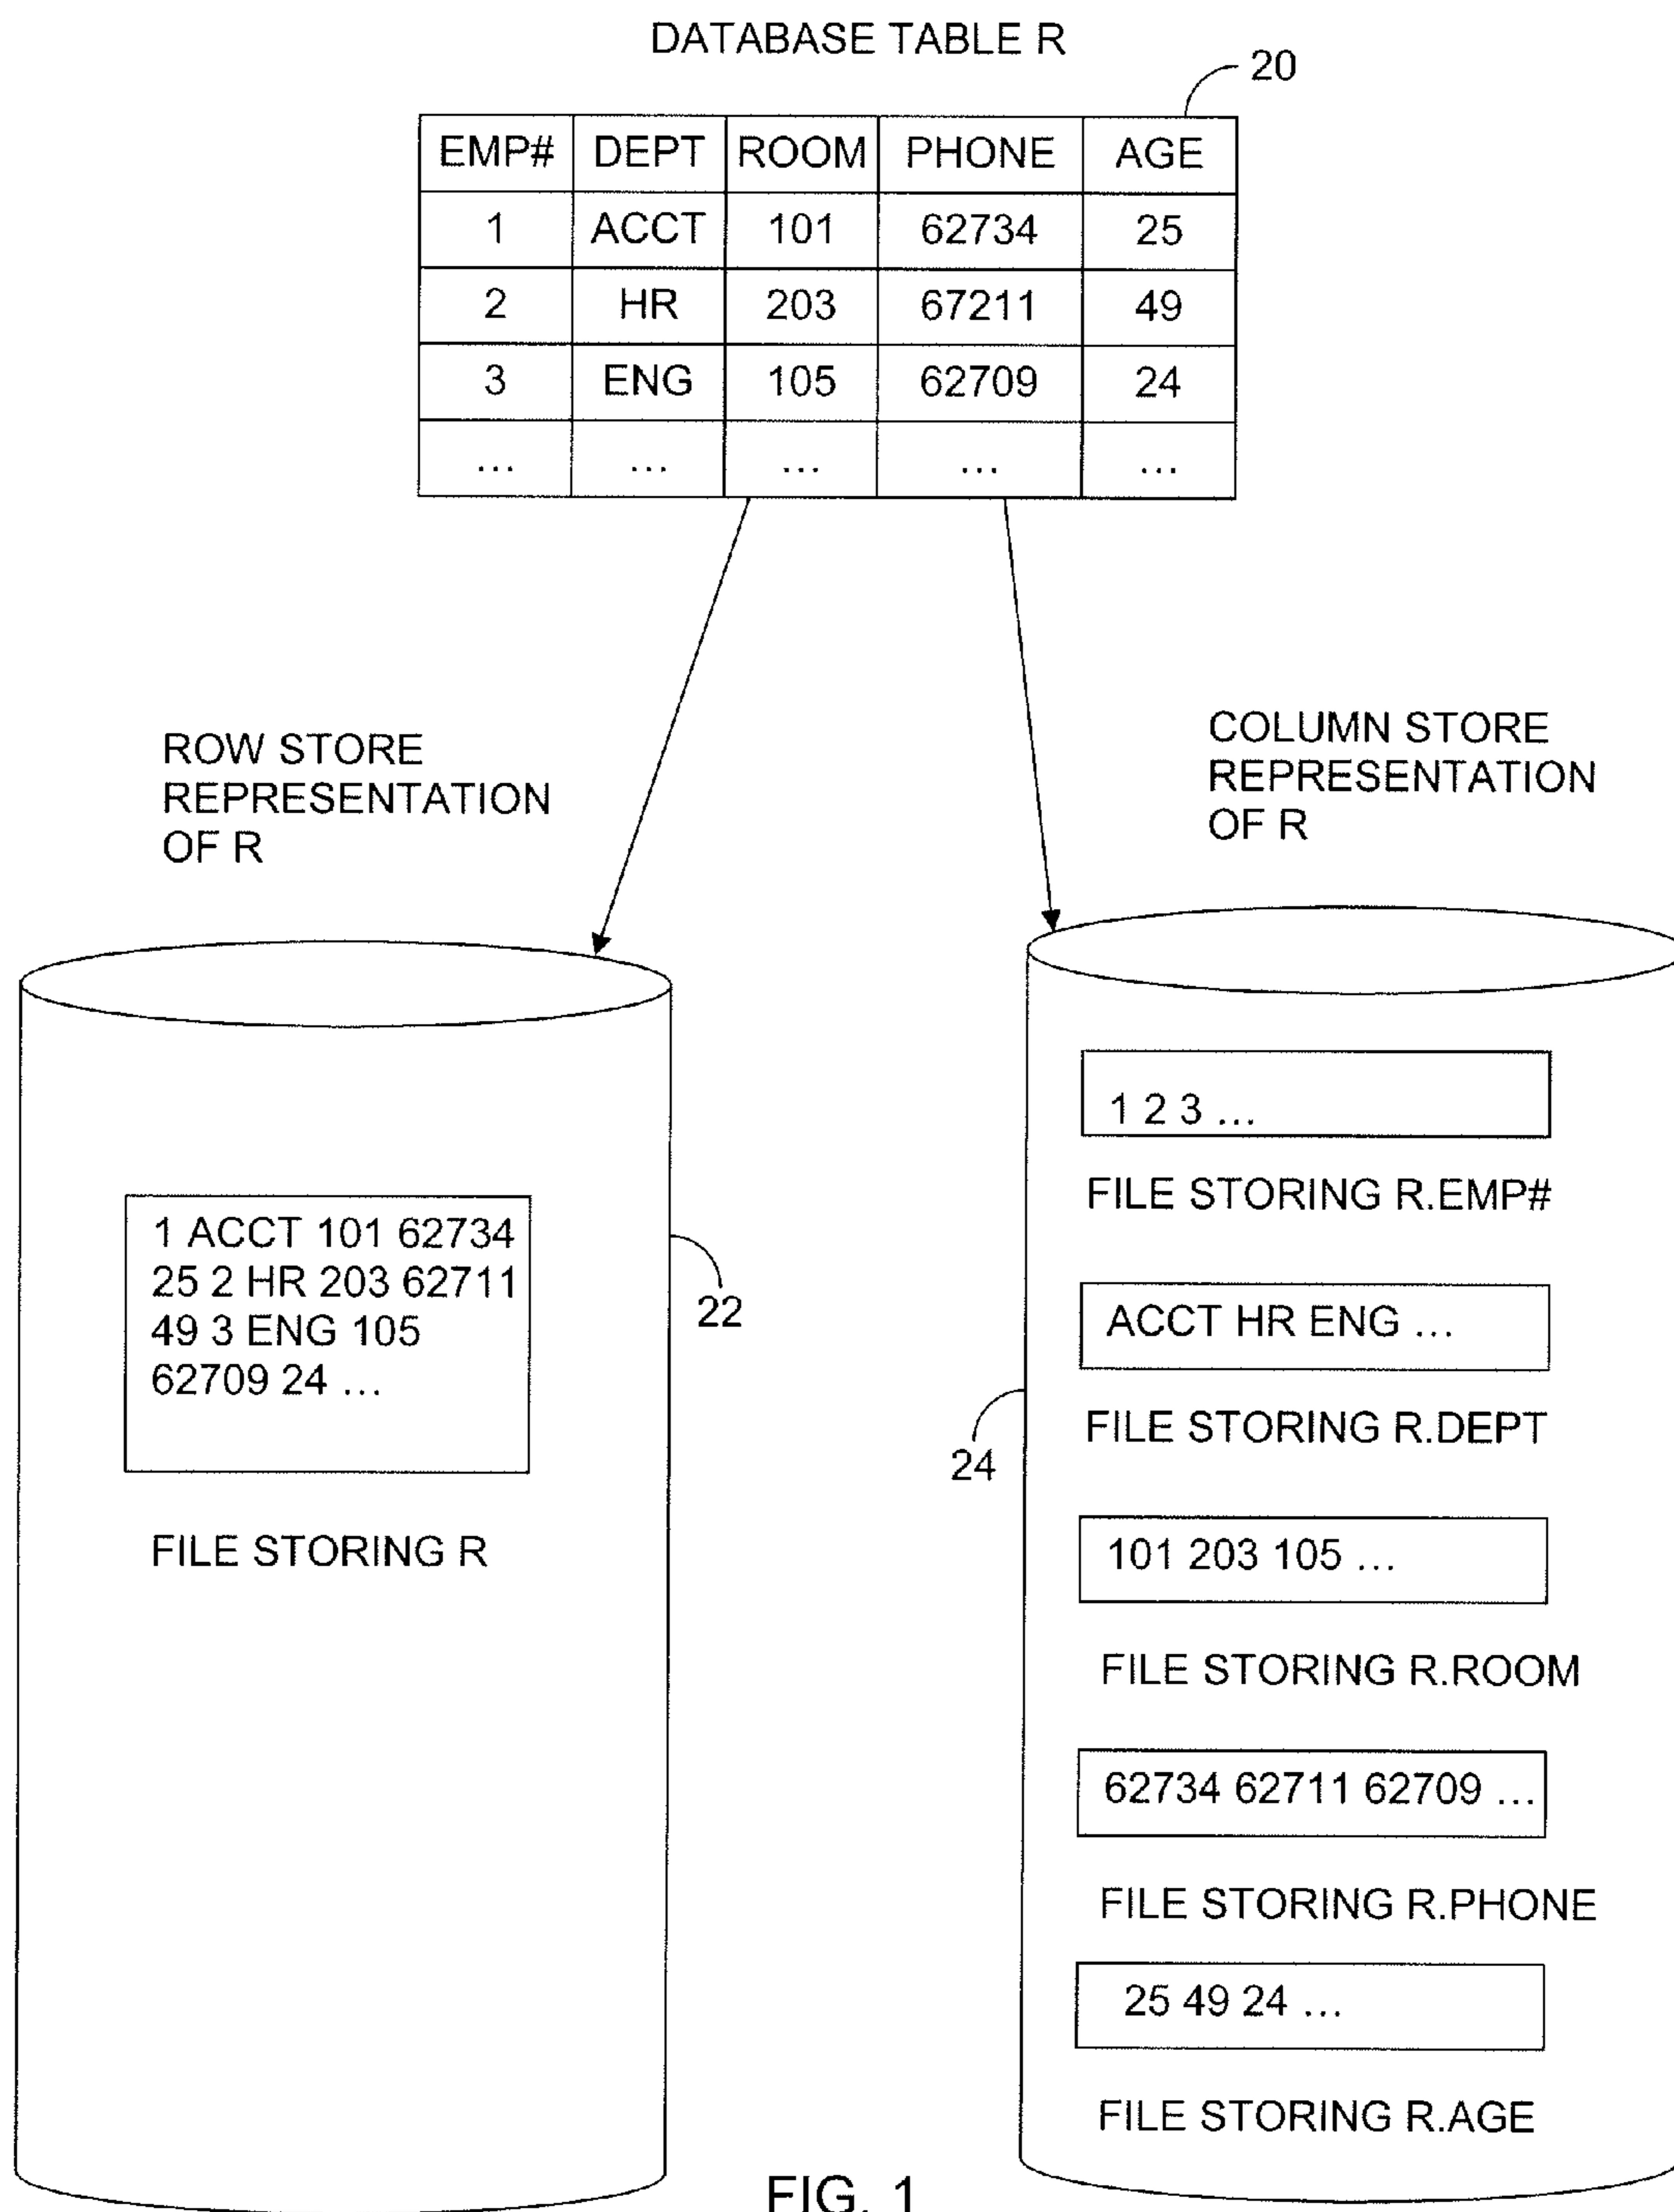 DATABASE TABLE R
20
EMP# DEPT ROOM PHONE AGE
1 ACCT 101 62734 25
2 HR 203 67211 49
3 ENG 105 62709 24
... ... ... ... ...
ROW STORE
REPRESENTATION
OF R
1 ACCT 101 62734
25 2 HR 203 62711
49 3 ENG 105
62709 24 ...
FILE STORING R
22
COLUMN STORE
REPRESENTATION
OF R
1 2 3 ...
FILE STORING R.EMP#
ACCT HR ENG ...
FILE STORING R.DEPT
24
101 203 105 ...
FILE STORING R.ROOM
62734 62711 62709 ...
FILE STORING R.PHONE
25 49 24 ...
FILE STORING R.AGE
FIG. 1